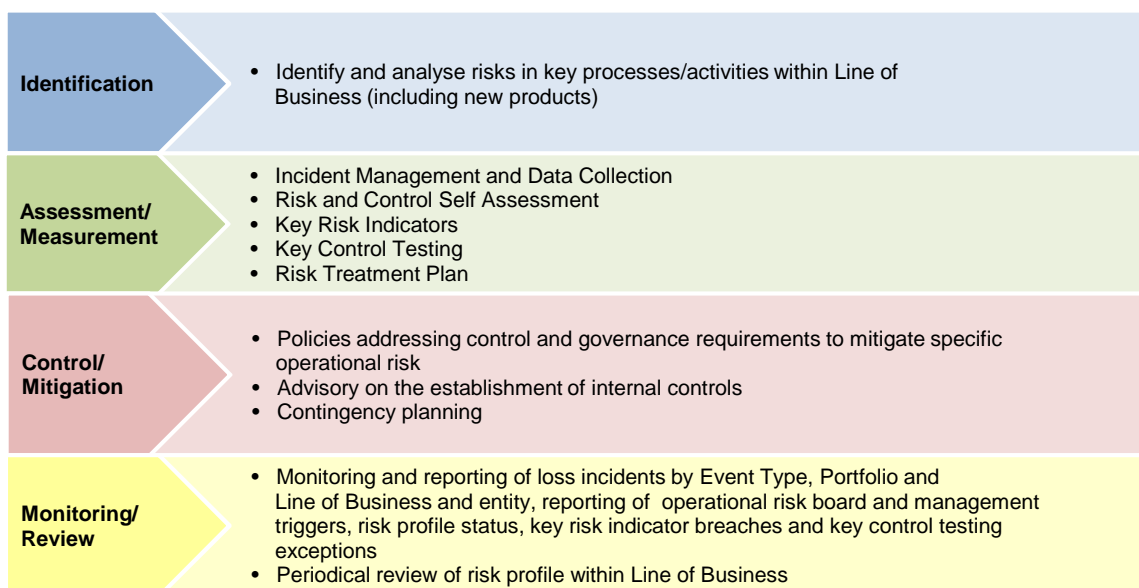 Identification
• Identify and analyse risks in key processes/activities within Line of
Business (including new products)
Assessment/
Measurement
• Incident Management and Data Collection
• Risk and Control Self Assessment
• Key Risk Indicators
• Key Control Testing
• Risk Treatment Plan
Control/
Mitigation
• Policies addressing control and governance requirements to mitigate specific
operational risk
• Advisory on the establishment of internal controls
• Contingency planning
Monitoring/
Review
• Monitoring and reporting of loss incidents by Event Type, Portfolio and
Line of Business and entity, reporting of operational risk board and management
triggers, risk profile status, key risk indicator breaches and key control testing
exceptions
• Periodical review of risk profile within Line of Business